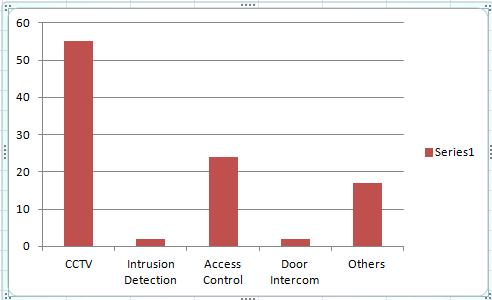 60
50
40
30
20
10
0
CCTV
Intrusion
Detection
Access
Control
Door
Intercom
Others
Series1